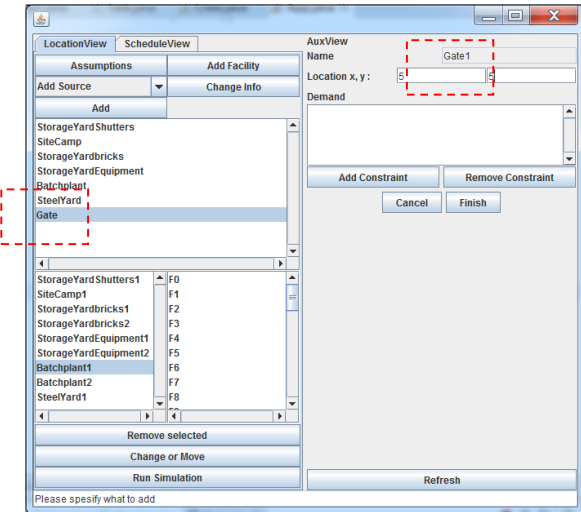 LocationView ScheduleView
Assumptions Add Facility
Add Source Change Info
Add
StorageYardShutters
SiteCamp
StorageYardbricks
StorageYardEquipment
Batchplant
SteelYard
Gate
StorageYardShutters1
SiteCamp1
StorageYardbricks1
StorageYardbricks2
StorageYardEquipment1
StorageYardEquipment2
Batchplant1
Batchplant2
SteelYard1
F0
F1
F2
F3
F4
F5
F6
F7
F8
Remove selected
Change or Move
Run Simulation
Please spesify what to add
AuxView
Name Gate1
Location x, y : 5 5
Demand
Add Constraint Remove Constraint
Cancel Finish
Refresh